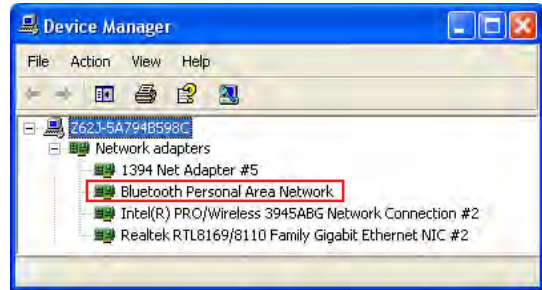 Device Manager
File Action View Help
Z62J-5A794B598C
Network adapters
1394 Net Adapter #5
Bluetooth Personal Area Network
Intel(R) PRO/Wireless 3945ABG Network Connection #2
Realtek RTL8169/8110 Family Gigabit Ethernet NIC #2